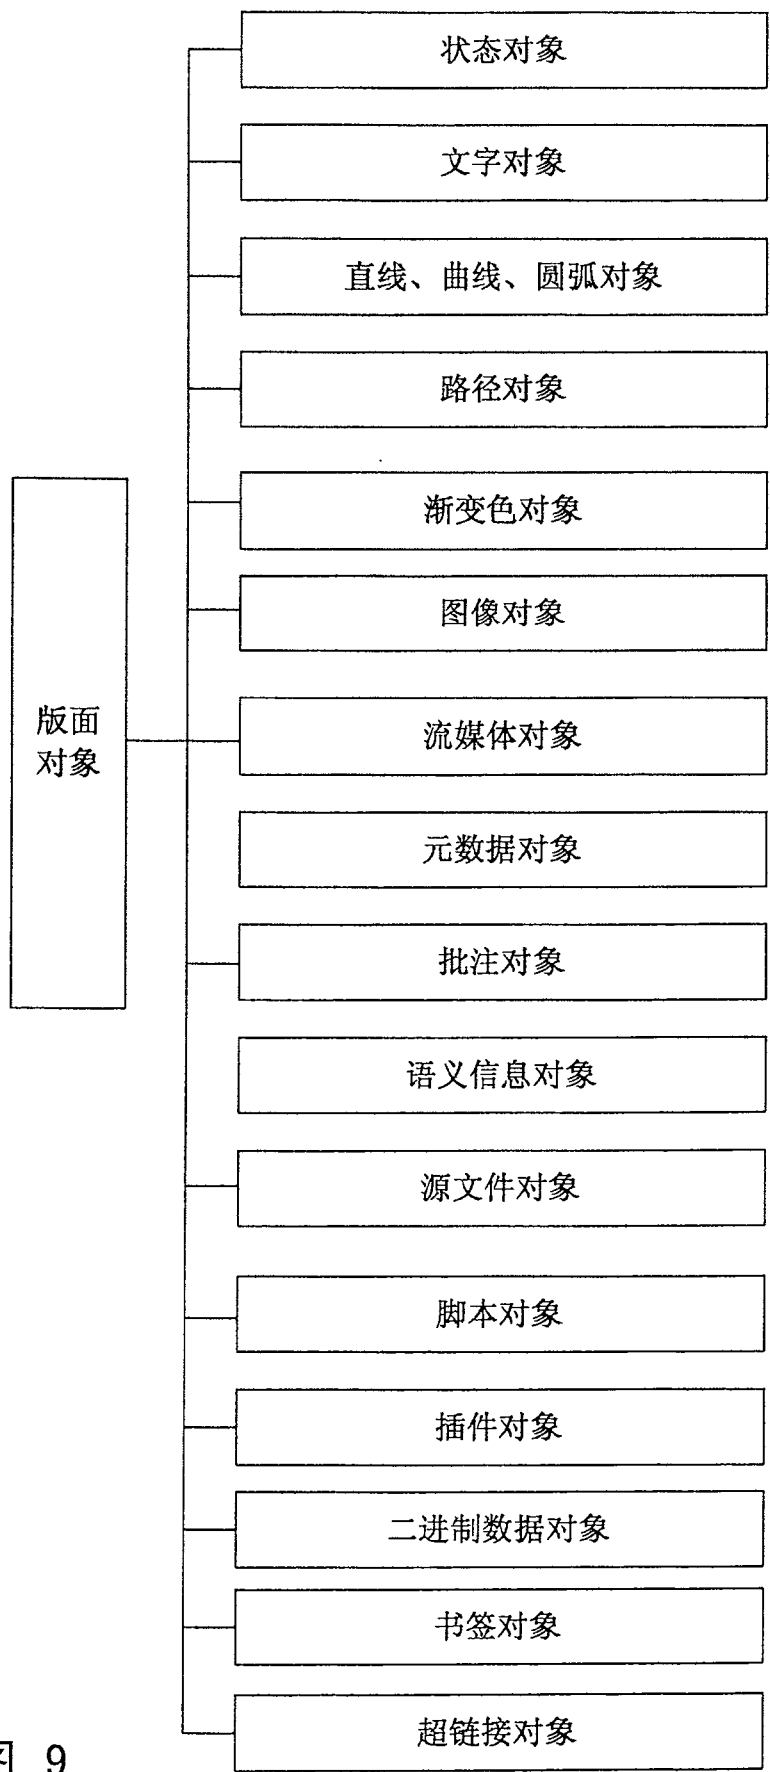 状态对象
文字对象
直线、曲线、圆弧对象
路径对象
渐变色对象
图像对象
版面
对象
流媒体对象
元数据对象
批注对象
语义信息对象
源文件对象
脚本对象
插件对象
二进制数据对象
书签对象
超链接对象
图 9